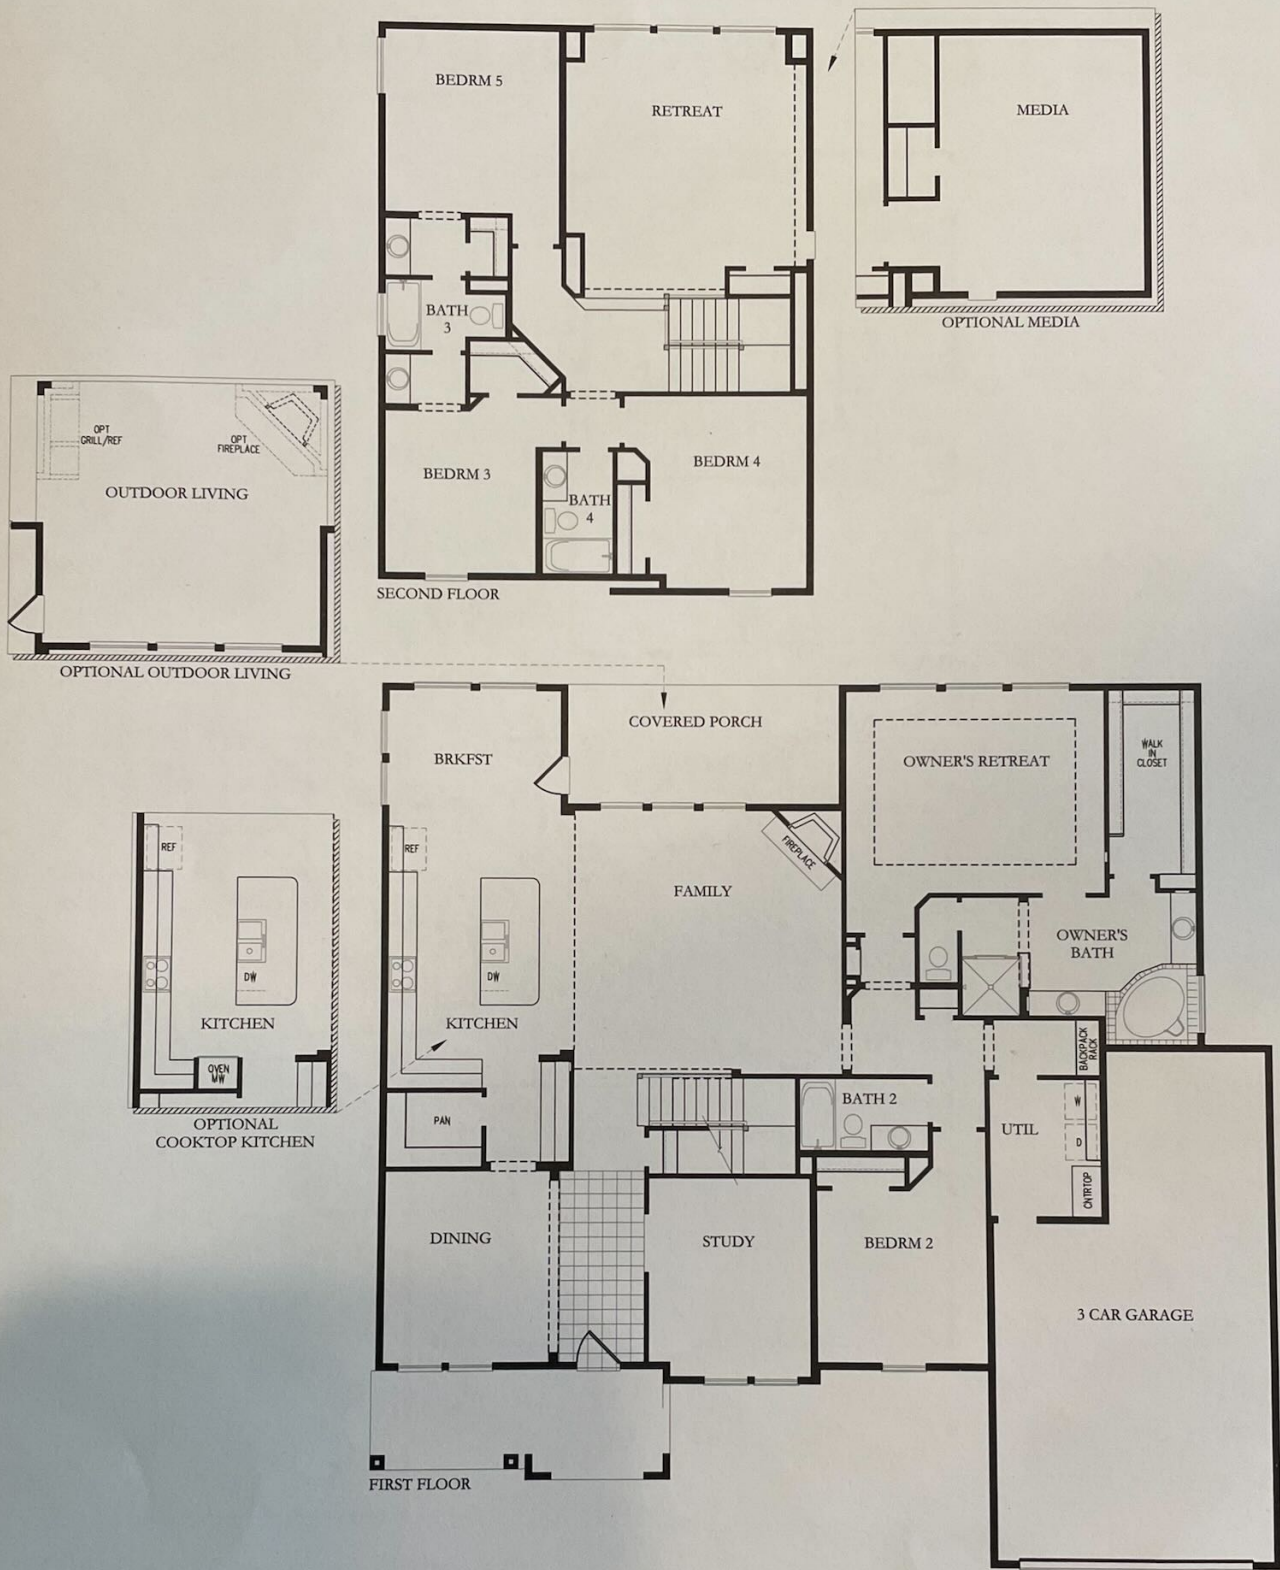 BEDRM 5
RETREAT
MEDIA
BATH
3
OPTIONAL MEDIA
OPT
GRILL/REF
OPT
FIREPLACE
OUTDOOR LIVING
BEDRM 3
BEDRM 4
BATH
4
SECOND FLOOR
OPTIONAL OUTDOOR LIVING
COVERED PORCH
BRKFST
OWNER'S RETREAT
WALK
IN
CLOSET
REF
REF
FIREPLACE
FAMILY
OWNER'S
BATH
DW
DW
KITCHEN
KITCHEN
BACKPACK
RACK
OVEN
MW
BATH 2
W
OPTIONAL
COOKTOP KITCHEN
PAN
UTIL
D
CNTRTOP
DINING
STUDY
BEDRM 2
3 CAR GARAGE
FIRST FLOOR